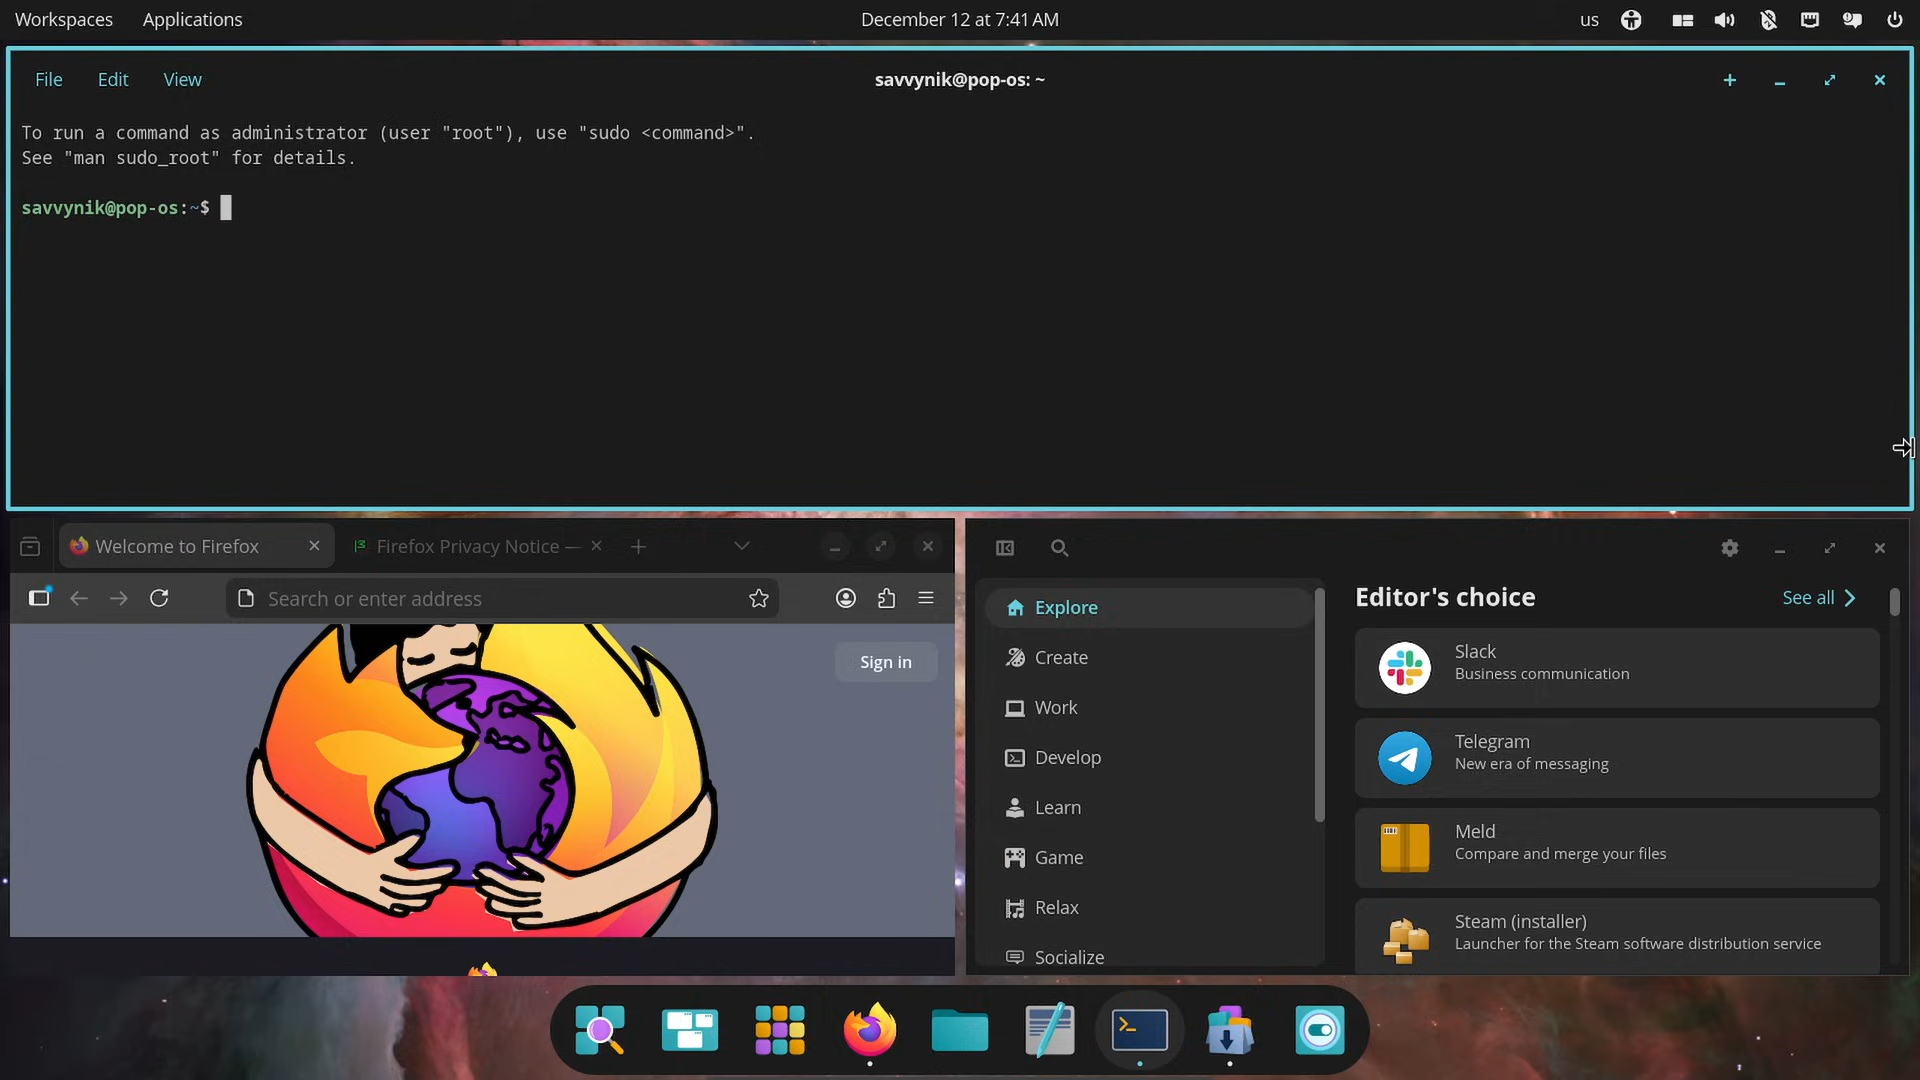 Workspaces Applications December 12 at 7:41 AM us
File Edit View savvynik@pop-os: ~
To run a command as administrator (user "root"), use "sudo <command>".
See "man sudo_root" for details.
savvynik@pop-os:~$
Welcome to Firefox Firefox Privacy Notice —
Search or enter address
Sign in
Explore
Create
Work
Develop
Learn
Game
Relax
Socialize
Editor's choice See all
Slack
Business communication
Telegram
New era of messaging
Meld
Compare and merge your files
Steam (installer)
Launcher for the Steam software distribution service